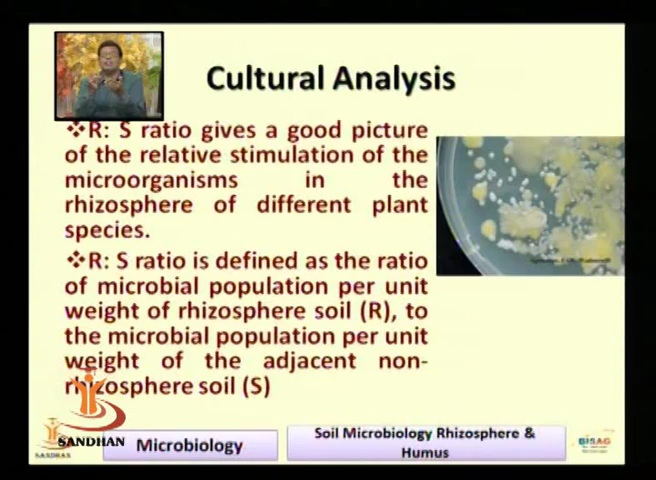 Cultural Analysis
❖R: S ratio gives a good picture
of the relative stimulation of the
microorganisms in the
rhizosphere of different plant
species.
❖R: S ratio is defined as the ratio
of microbial population per unit
weight of rhizosphere soil (R), to
the microbial population per unit
weight of the adjacent non-
rhizosphere soil (S)
SANDHAN
SANDHAN
Microbiology
Soil Microbiology Rhizosphere &
Humus
BISAG